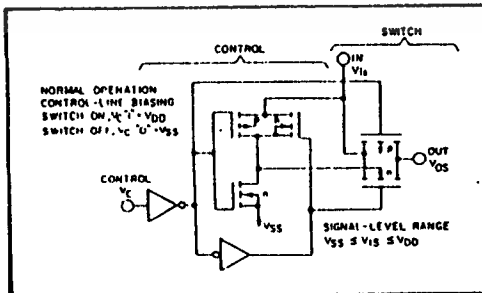 SWITCH
CONTROL
IN
Vis
NORMAL OPERATION
CONTROL-LINE BIASING
SWITCH ON, VC "1" = VDD
SWITCH OFF, VC "0" = VSS
p
n
OUT
VOS
CONTROL
VC
n
VSS
SIGNAL-LEVEL RANGE
VSS ≤ VIS ≤ VDD